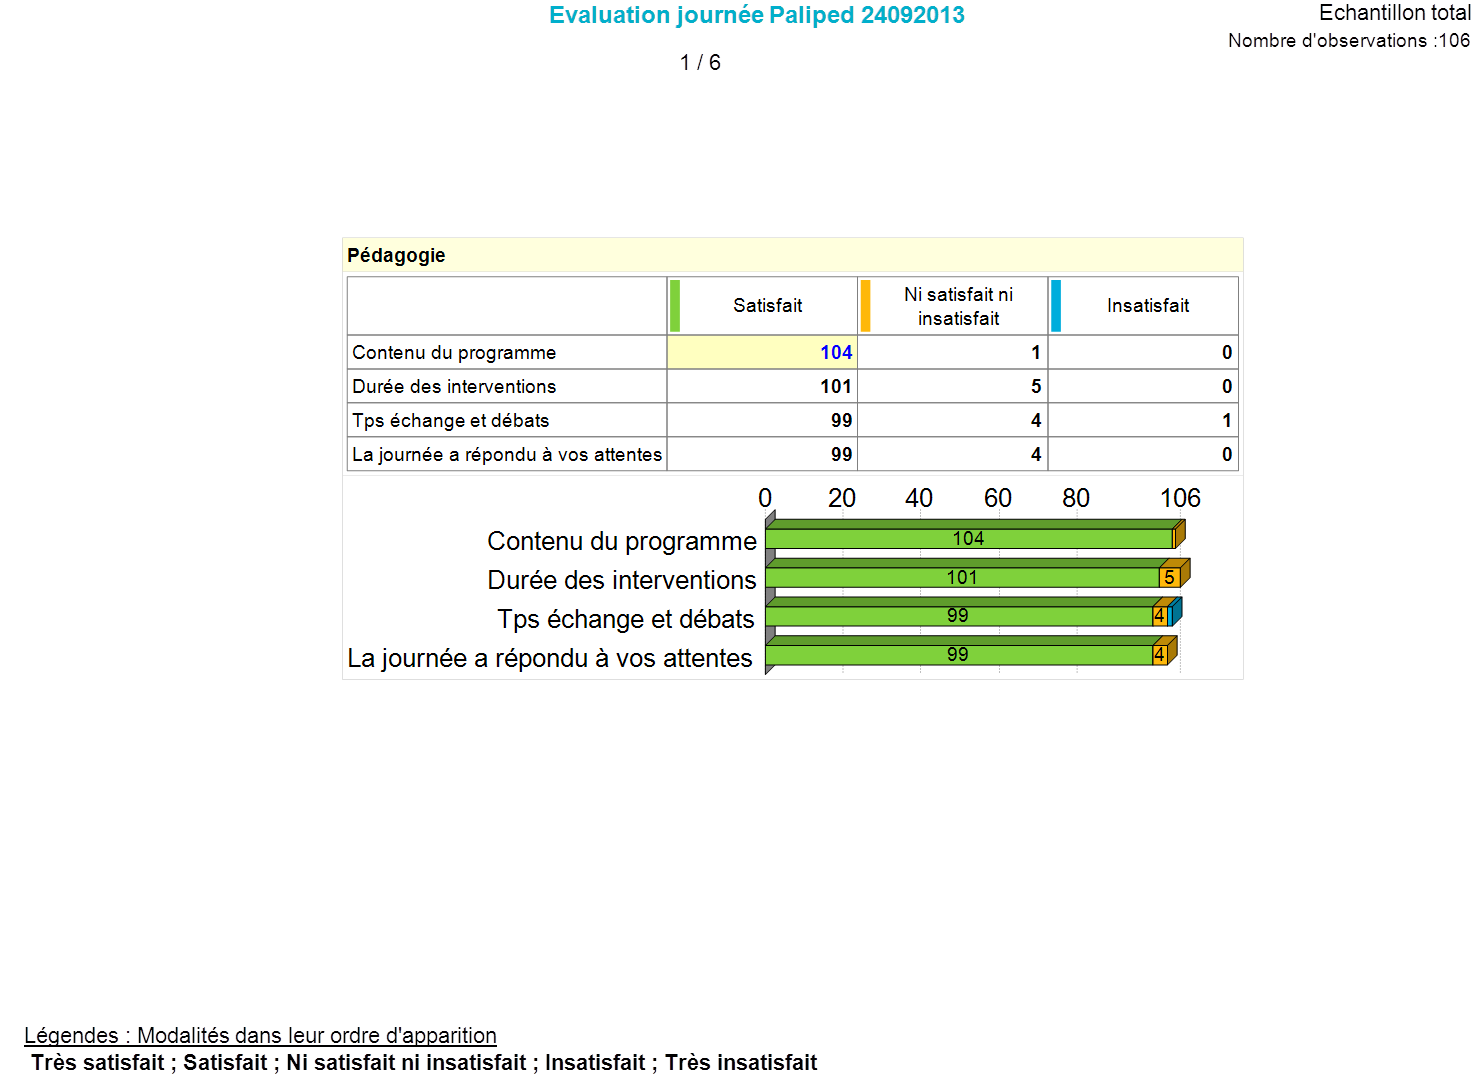 Evaluation journée Paliped 24092013
Echantillon total
Nombre d'observations :106
1 / 6
Pédagogie
Satisfait
Ni satisfait ni
insatisfait
Insatisfait
Contenu du programme 104 1 0
Durée des interventions 101 5 0
Tps échange et débats 99 4 1
La journée a répondu à vos attentes 99 4 0
0 20 40 60 80 106
Contenu du programme 104
Durée des interventions 101 5
Tps échange et débats 99 4
La journée a répondu à vos attentes 99 4
Légendes : Modalités dans leur ordre d'apparition
Très satisfait ; Satisfait ; Ni satisfait ni insatisfait ; Insatisfait ; Très insatisfait